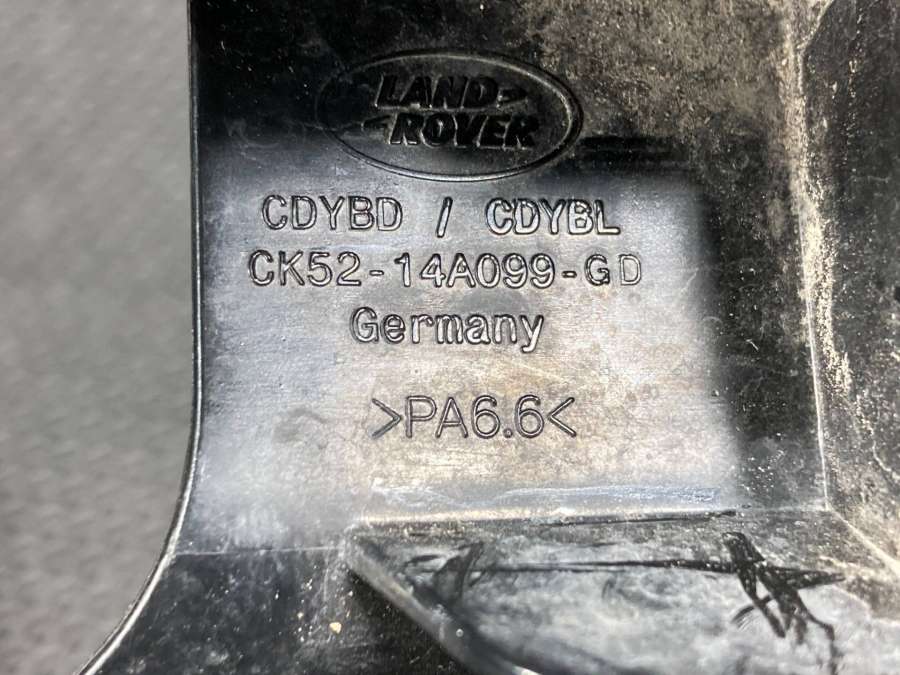 LAND
ROVER
CDYBD / CDYBL
CK52-14A099-GD
Germany
>PA6.6<